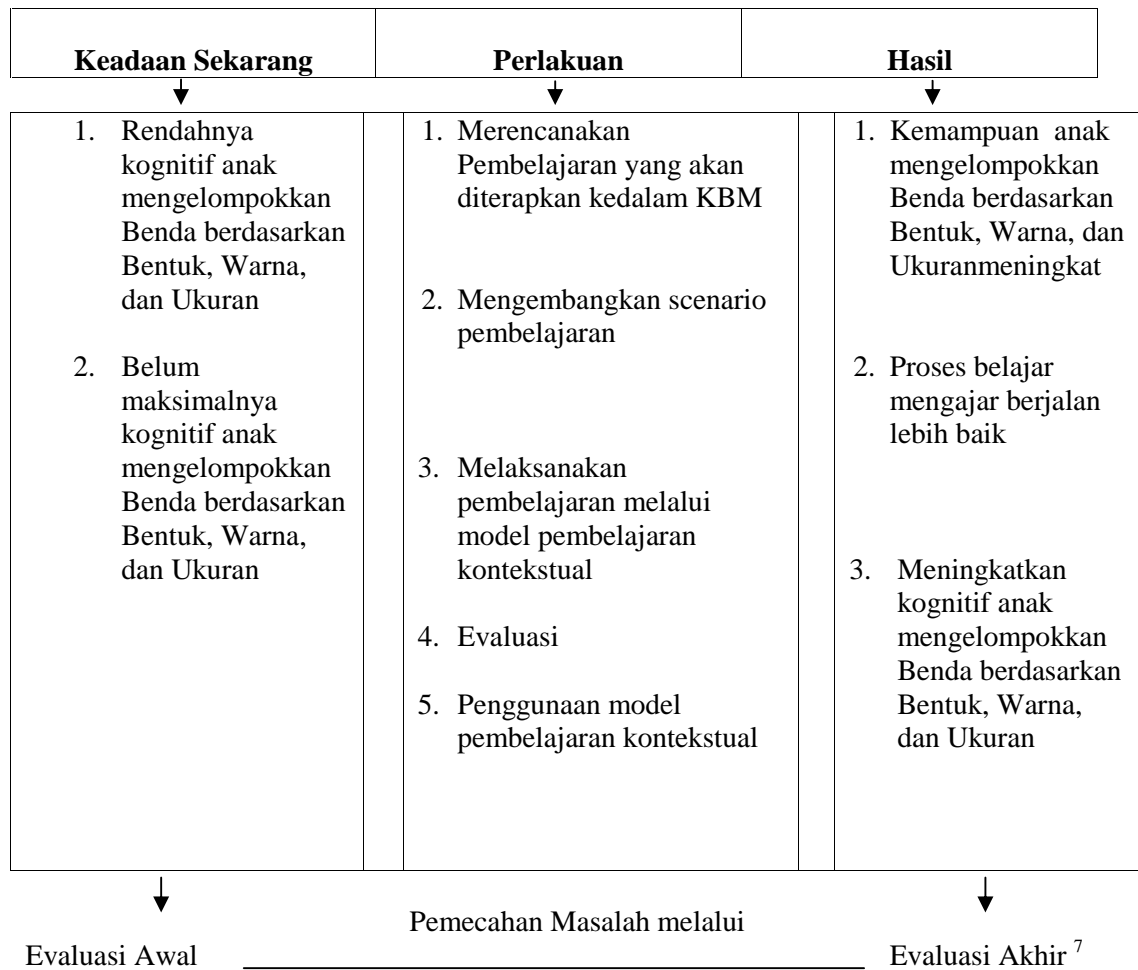 Keadaan Sekarang Perlakuan Hasil
1. Rendahnya
kognitif anak
mengelompokkan
Benda berdasarkan
Bentuk, Warna,
dan Ukuran
2. Belum
maksimalnya
kognitif anak
mengelompokkan
Benda berdasarkan
Bentuk, Warna,
dan Ukuran
1. Merencanakan
Pembelajaran yang akan
diterapkan kedalam KBM
2. Mengembangkan scenario
pembelajaran
3. Melaksanakan
pembelajaran melalui
model pembelajaran
kontekstual
4. Evaluasi
5. Penggunaan model
pembelajaran kontekstual
1. Kemampuan anak
mengelompokkan
Benda berdasarkan
Bentuk, Warna, dan
Ukuranmeningkat
2. Proses belajar
mengajar berjalan
lebih baik
3. Meningkatkan
kognitif anak
mengelompokkan
Benda berdasarkan
Bentuk, Warna,
dan Ukuran
Pemecahan Masalah melalui
Evaluasi Awal Evaluasi Akhir 7